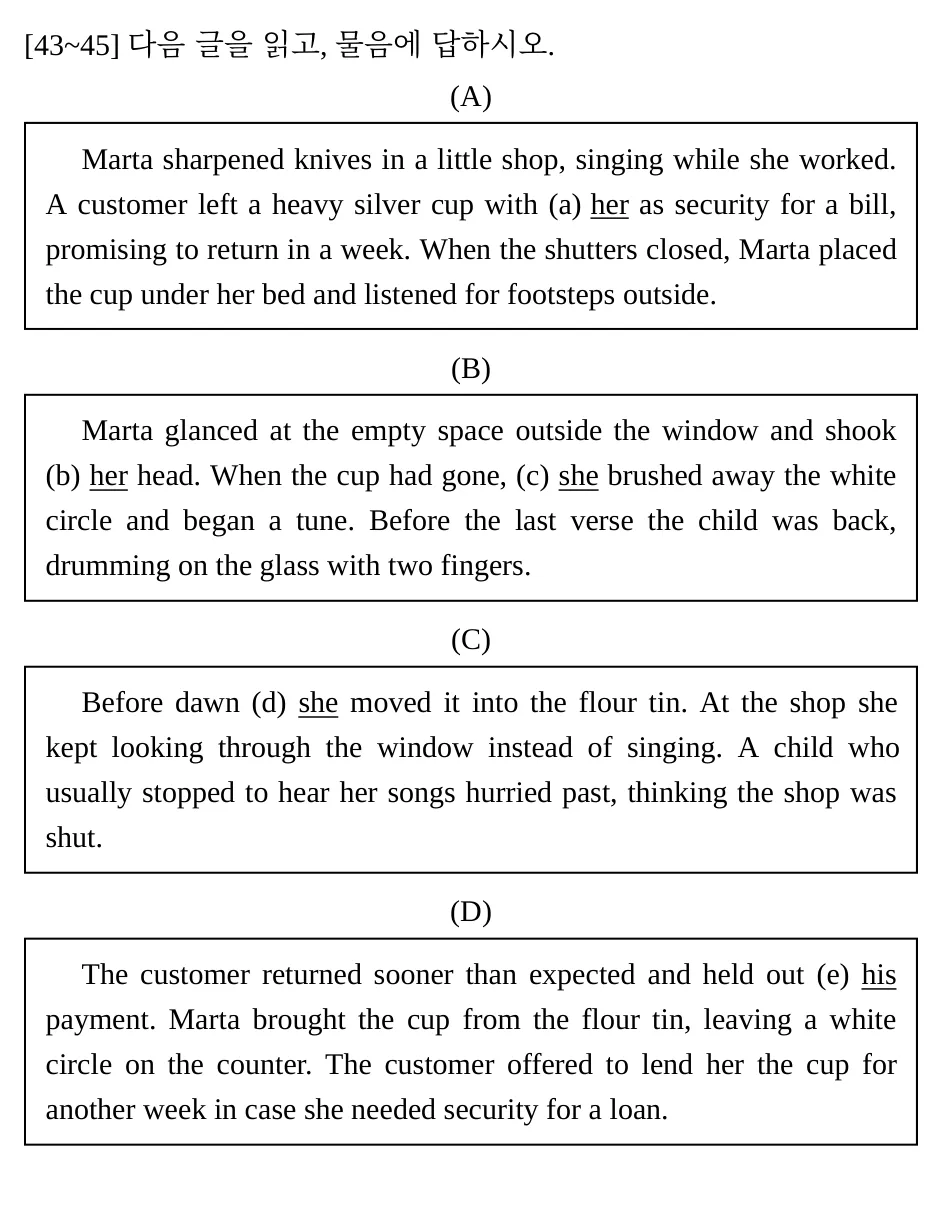 [43~45] 다음 글을 읽고, 물음에 답하시오.
(A)
Marta sharpened knives in a little shop, singing while she worked.
A customer left a heavy silver cup with (a) her as security for a bill,
promising to return in a week. When the shutters closed, Marta placed
the cup under her bed and listened for footsteps outside.
(B)
Marta glanced at the empty space outside the window and shook
(b) her head. When the cup had gone, (c) she brushed away the white
circle and began a tune. Before the last verse the child was back,
drumming on the glass with two fingers.
(C)
Before dawn (d) she moved it into the flour tin. At the shop she
kept looking through the window instead of singing. A child who
usually stopped to hear her songs hurried past, thinking the shop was
shut.
(D)
The customer returned sooner than expected and held out (e) his
payment. Marta brought the cup from the flour tin, leaving a white
circle on the counter. The customer offered to lend her the cup for
another week in case she needed security for a loan.